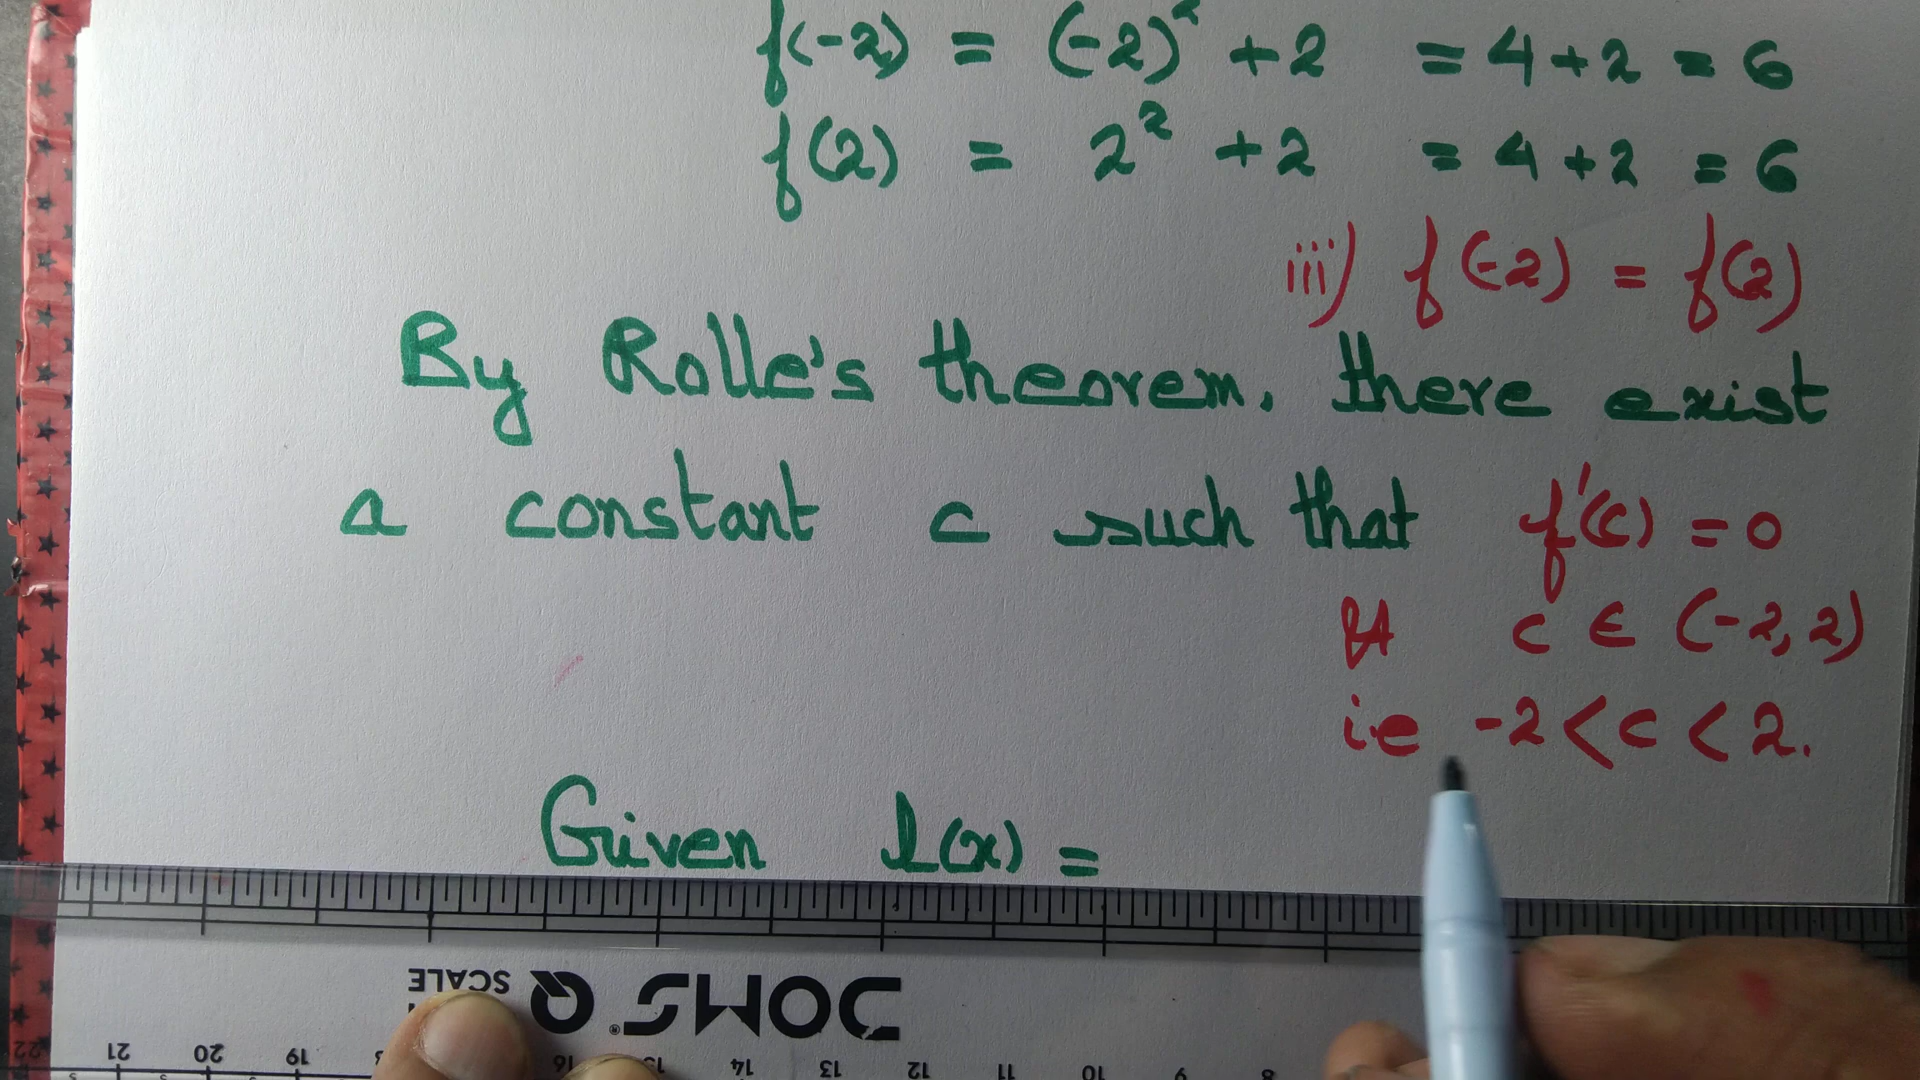 f(-2) = (-2)² + 2 = 4 + 2 = 6
f(2) = 2² + 2 = 4 + 2 = 6
iii) f(-2) = f(2)
By Rolle's theorem, there exist
a constant c such that f'(c) = 0
c ∈ (-2, 2)
i.e -2 < c < 2.
Given f(x) =
SCALE
DOMS Q
22 21 20 19 16 15 14 13 12 11 10 9 8